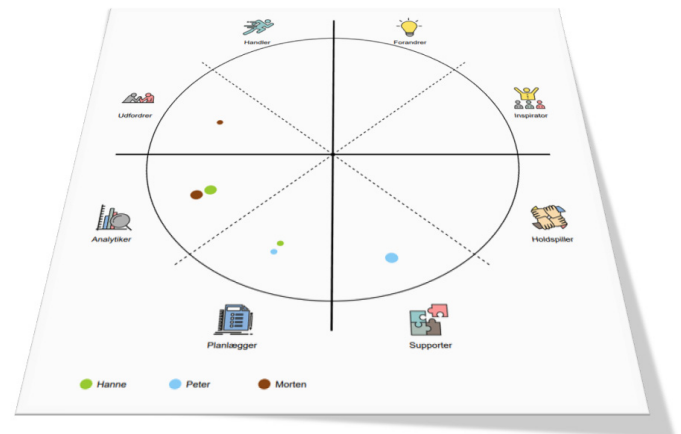 Handler
Forandrer
Udfordrer
Inspirator
Analytiker
Holdspiller
Planlægger
Supporter
Hanne
Peter
Morten